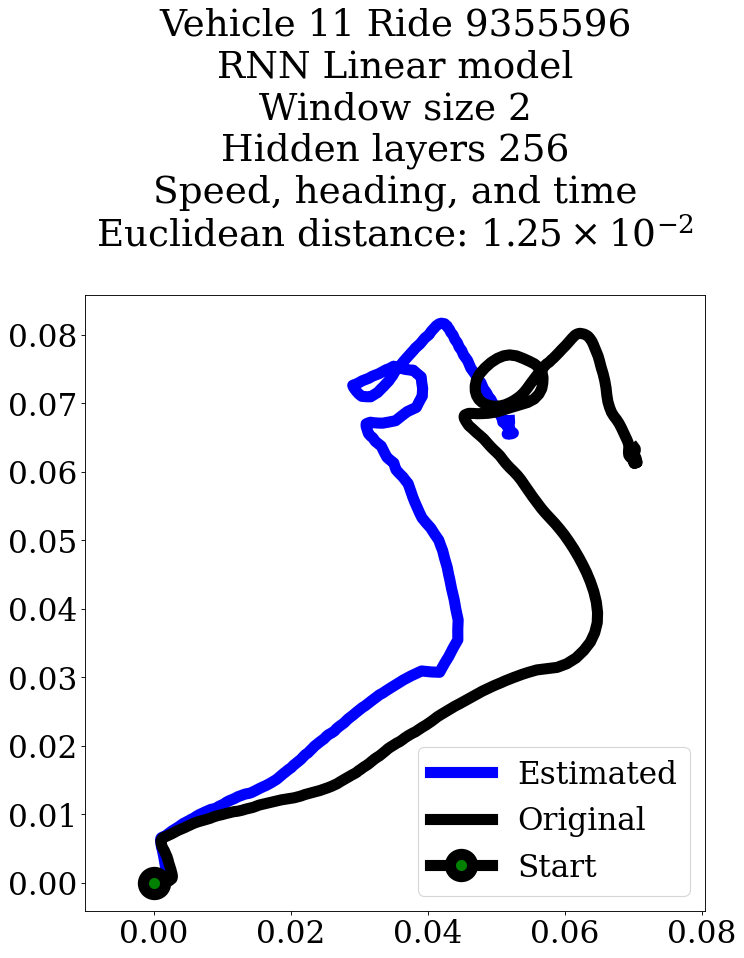 Vehicle 11 Ride 9355596
RNN Linear model
Window size 2
Hidden layers 256
Speed, heading, and time
Euclidean distance: 1.25 × 10⁻²
0.08
0.07
0.06
0.05
0.04
0.03
0.02
0.01
0.00
Estimated
Original
Start
0.00 0.02 0.04 0.06 0.08